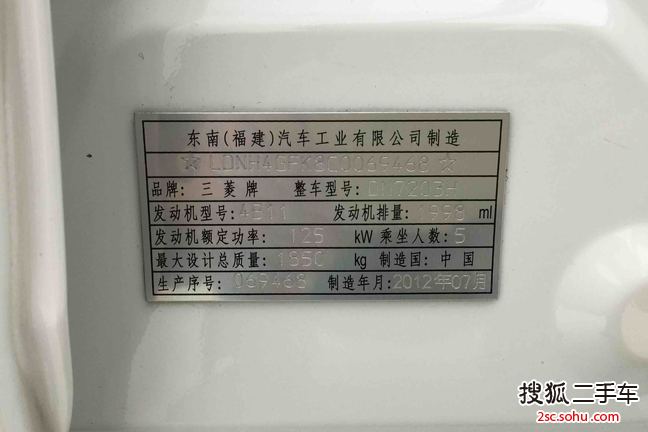 东南(福建)汽车工业有限公司制造
☆LDNH4GFK8C0069468☆
品牌: 三菱牌 整车型号: DN7203H
发动机型号: 4B11 发动机排量: 1998 ml
发动机额定功率: 125 kW 乘坐人数: 5
最大设计总质量: 1850 kg 制造国: 中 国
生产序号: 069468 制造年月: 2012年07月
搜狐二手车
2sc.sohu.com